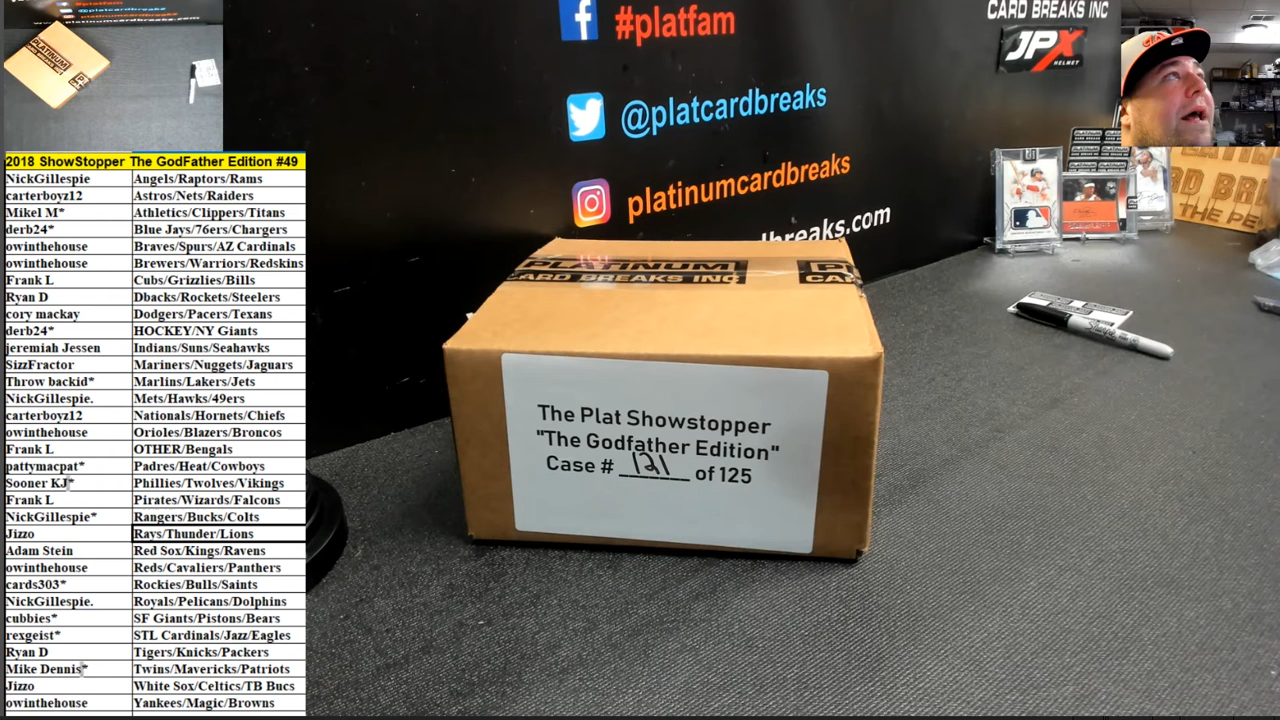 #platfam
@platcardbreaks
platinumcardbreaks
CARD BREAKS INC
JPX
HELMET
PLATINUM
CARD BREAKS INC
The Plat Showstopper
"The Godfather Edition"
Case # 121 of 125
2018 ShowStopper The GodFather Edition #49
NickGillespie Angels/Raptors/Rams
carterboyz12 Astros/Nets/Raiders
Mikel M* Athletics/Clippers/Titans
derb24* Blue Jays/76ers/Chargers
owinthehouse Braves/Spurs/AZ Cardinals
owinthehouse Brewers/Warriors/Redskins
Frank L Cubs/Grizzlies/Bills
Ryan D Dbacks/Rockets/Steelers
cory mackay Dodgers/Pacers/Texans
derb24* HOCKEY/NY Giants
jeremiah Jessen Indians/Suns/Seahawks
SizzFractor Mariners/Nuggets/Jaguars
Throw backid* Marlins/Lakers/Jets
NickGillespie. Mets/Hawks/49ers
carterboyz12 Nationals/Hornets/Chiefs
owinthehouse Orioles/Blazers/Broncos
Frank L OTHER/Bengals
pattymacpat* Padres/Heat/Cowboys
Sooner KJ* Phillies/Twolves/Vikings
Frank L Pirates/Wizards/Falcons
NickGillespie* Rangers/Bucks/Colts
Jizzo Rays/Thunder/Lions
Adam Stein Red Sox/Kings/Ravens
owinthehouse Reds/Cavaliers/Panthers
cards303* Rockies/Bulls/Saints
NickGillespie. Royals/Pelicans/Dolphins
cubbies* SF Giants/Pistons/Bears
rexgeist* STL Cardinals/Jazz/Eagles
Ryan D Tigers/Knicks/Packers
Mike Dennis* Twins/Mavericks/Patriots
Jizzo White Sox/Celtics/TB Bucs
owinthehouse Yankees/Magic/Browns